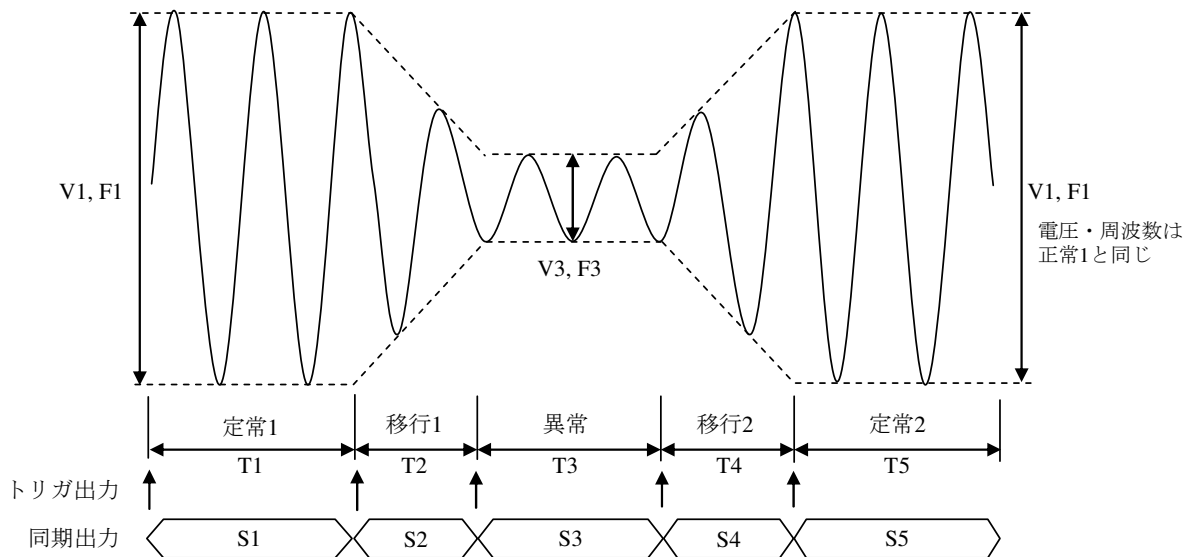 V1, F1
V3, F3
V1, F1
電圧・周波数は
正常1と同じ
定常1
移行1
異常
移行2
定常2
T1
T2
T3
T4
T5
トリガ出力
同期出力
S1
S2
S3
S4
S5